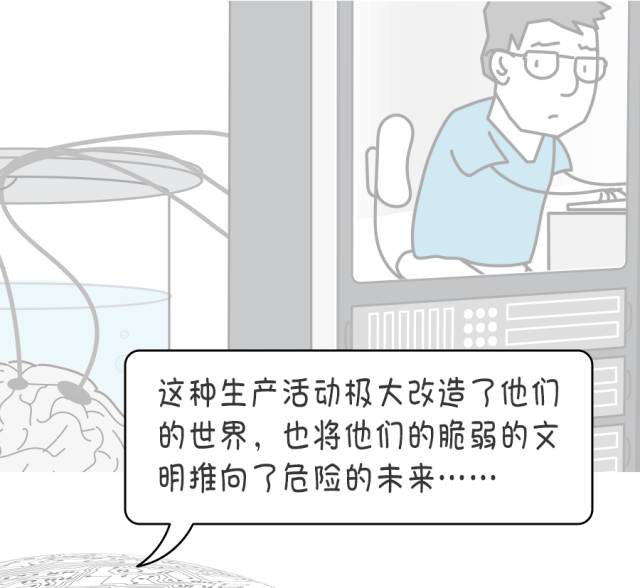 这种生产活动极大改造了他们
的世界，也将他们的脆弱的文
明推向了危险的未来……